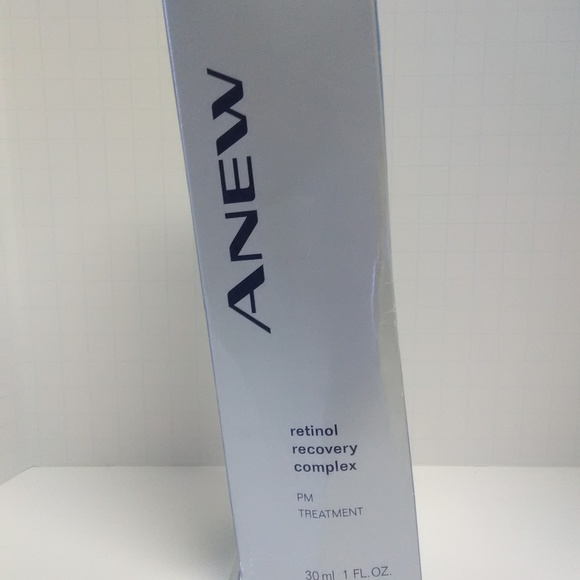 ANEW
retinol
recovery
complex
PM
TREATMENT
30 ml 1 FL.OZ.